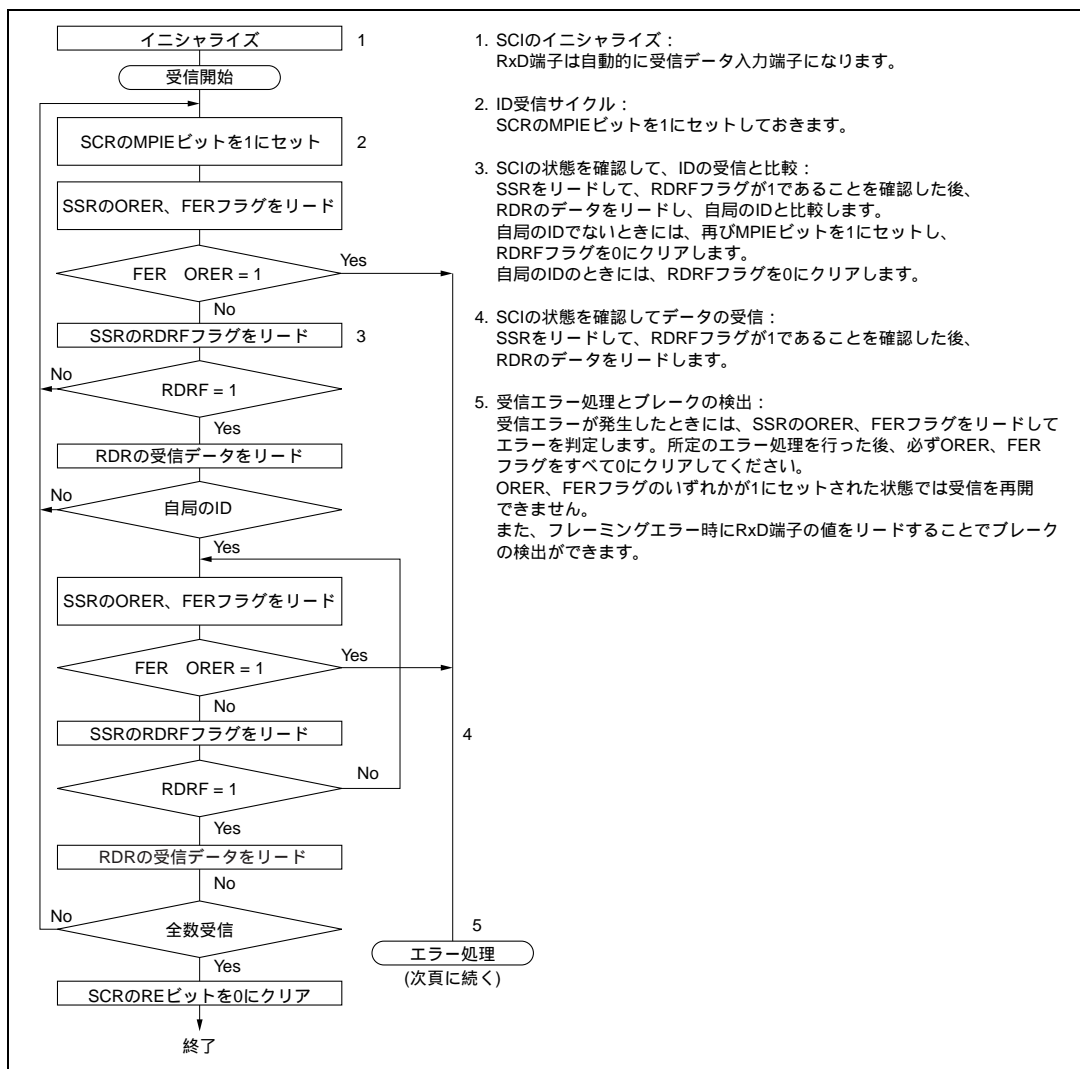 イニシャライズ 1
受信開始
SCRのMPIEビットを1にセット 2
SSRのORER、FERフラグをリード
FER ORER = 1
Yes
No
SSRのRDRFフラグをリード 3
No
RDRF = 1
Yes
RDRの受信データをリード
No
自局のID
Yes
SSRのORER、FERフラグをリード
FER ORER = 1
Yes
No
SSRのRDRFフラグをリード 4
RDRF = 1
No
Yes
RDRの受信データをリード
No
No
全数受信
5
エラー処理
(次頁に続く)
Yes
SCRのREビットを0にクリア
終了
1. SCIのイニシャライズ：
RxD端子は自動的に受信データ入力端子になります。
2. ID受信サイクル：
SCRのMPIEビットを1にセットしておきます。
3. SCIの状態を確認して、IDの受信と比較：
SSRをリードして、RDRFフラグが1であることを確認した後、
RDRのデータをリードし、自局のIDと比較します。
自局のIDでないときには、再びMPIEビットを1にセットし、
RDRFフラグを0にクリアします。
自局のIDのときには、RDRFフラグを0にクリアします。
4. SCIの状態を確認してデータの受信：
SSRをリードして、RDRFフラグが1であることを確認した後、
RDRのデータをリードします。
5. 受信エラー処理とブレークの検出：
受信エラーが発生したときには、SSRのORER、FERフラグをリードして
エラーを判定します。所定のエラー処理を行った後、必ずORER、FER
フラグをすべて0にクリアしてください。
ORER、FERフラグのいずれかが1にセットされた状態では受信を再開
できません。
また、フレーミングエラー時にRxD端子の値をリードすることでブレーク
の検出ができます。